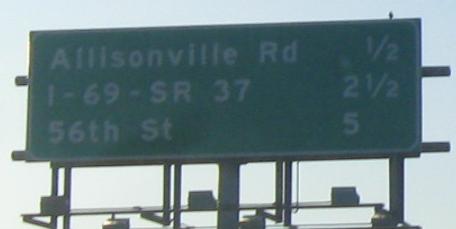 Allisonville Rd 1/2
I-69-SR 37 2 1/2
56th St 5